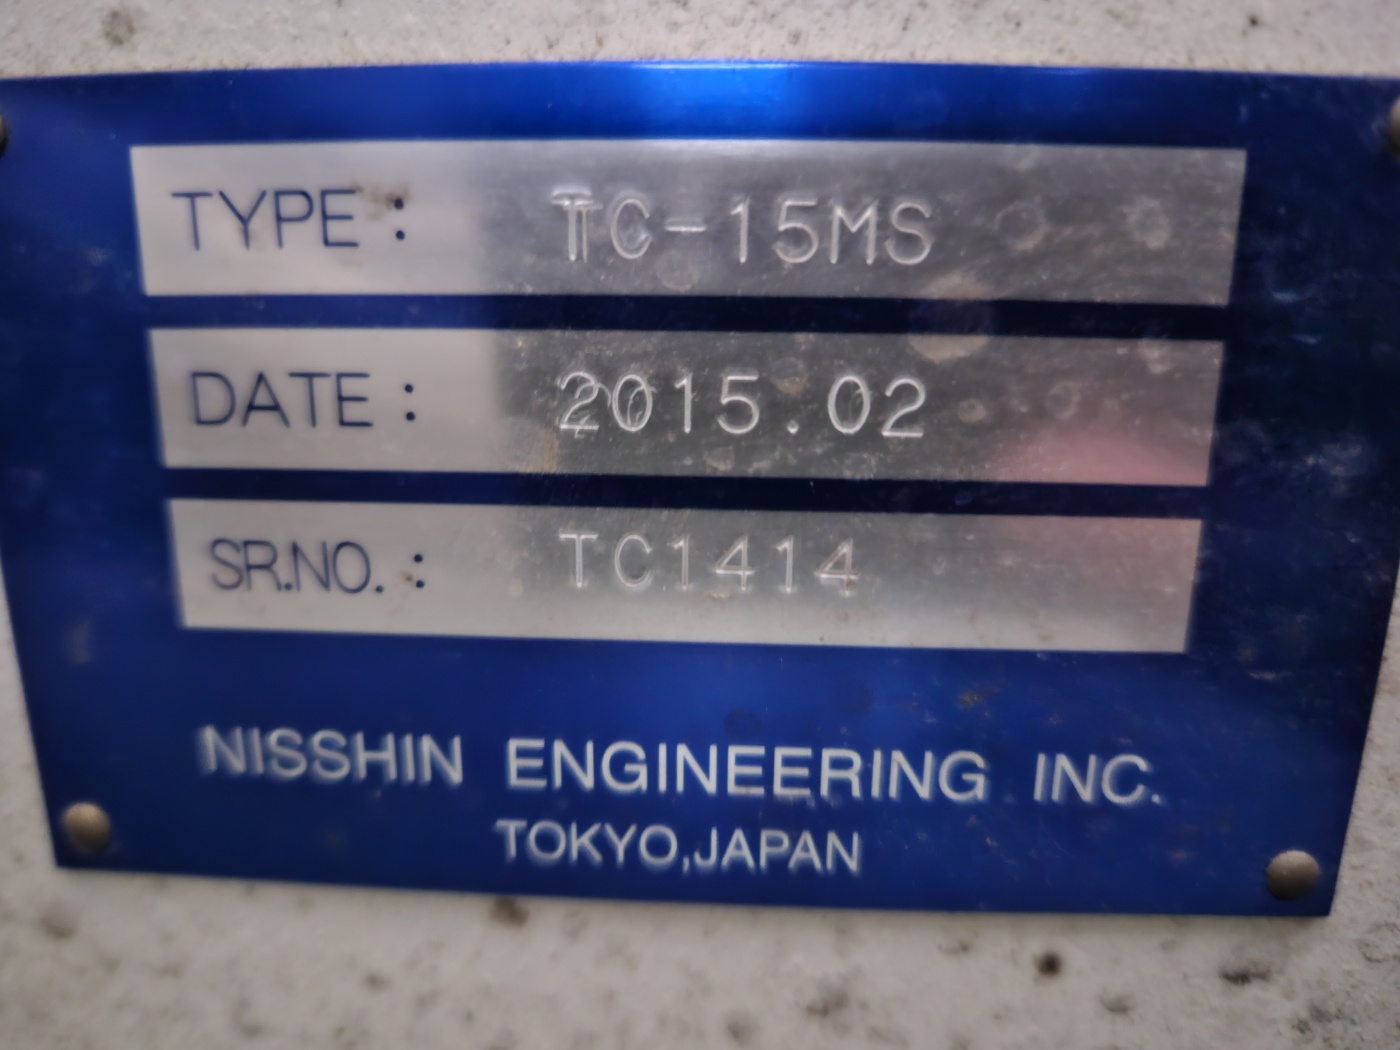 TYPE : TC-15MS
DATE : 2015.02
SR.NO. : TC1414
NISSHIN ENGINEERING INC.
TOKYO,JAPAN